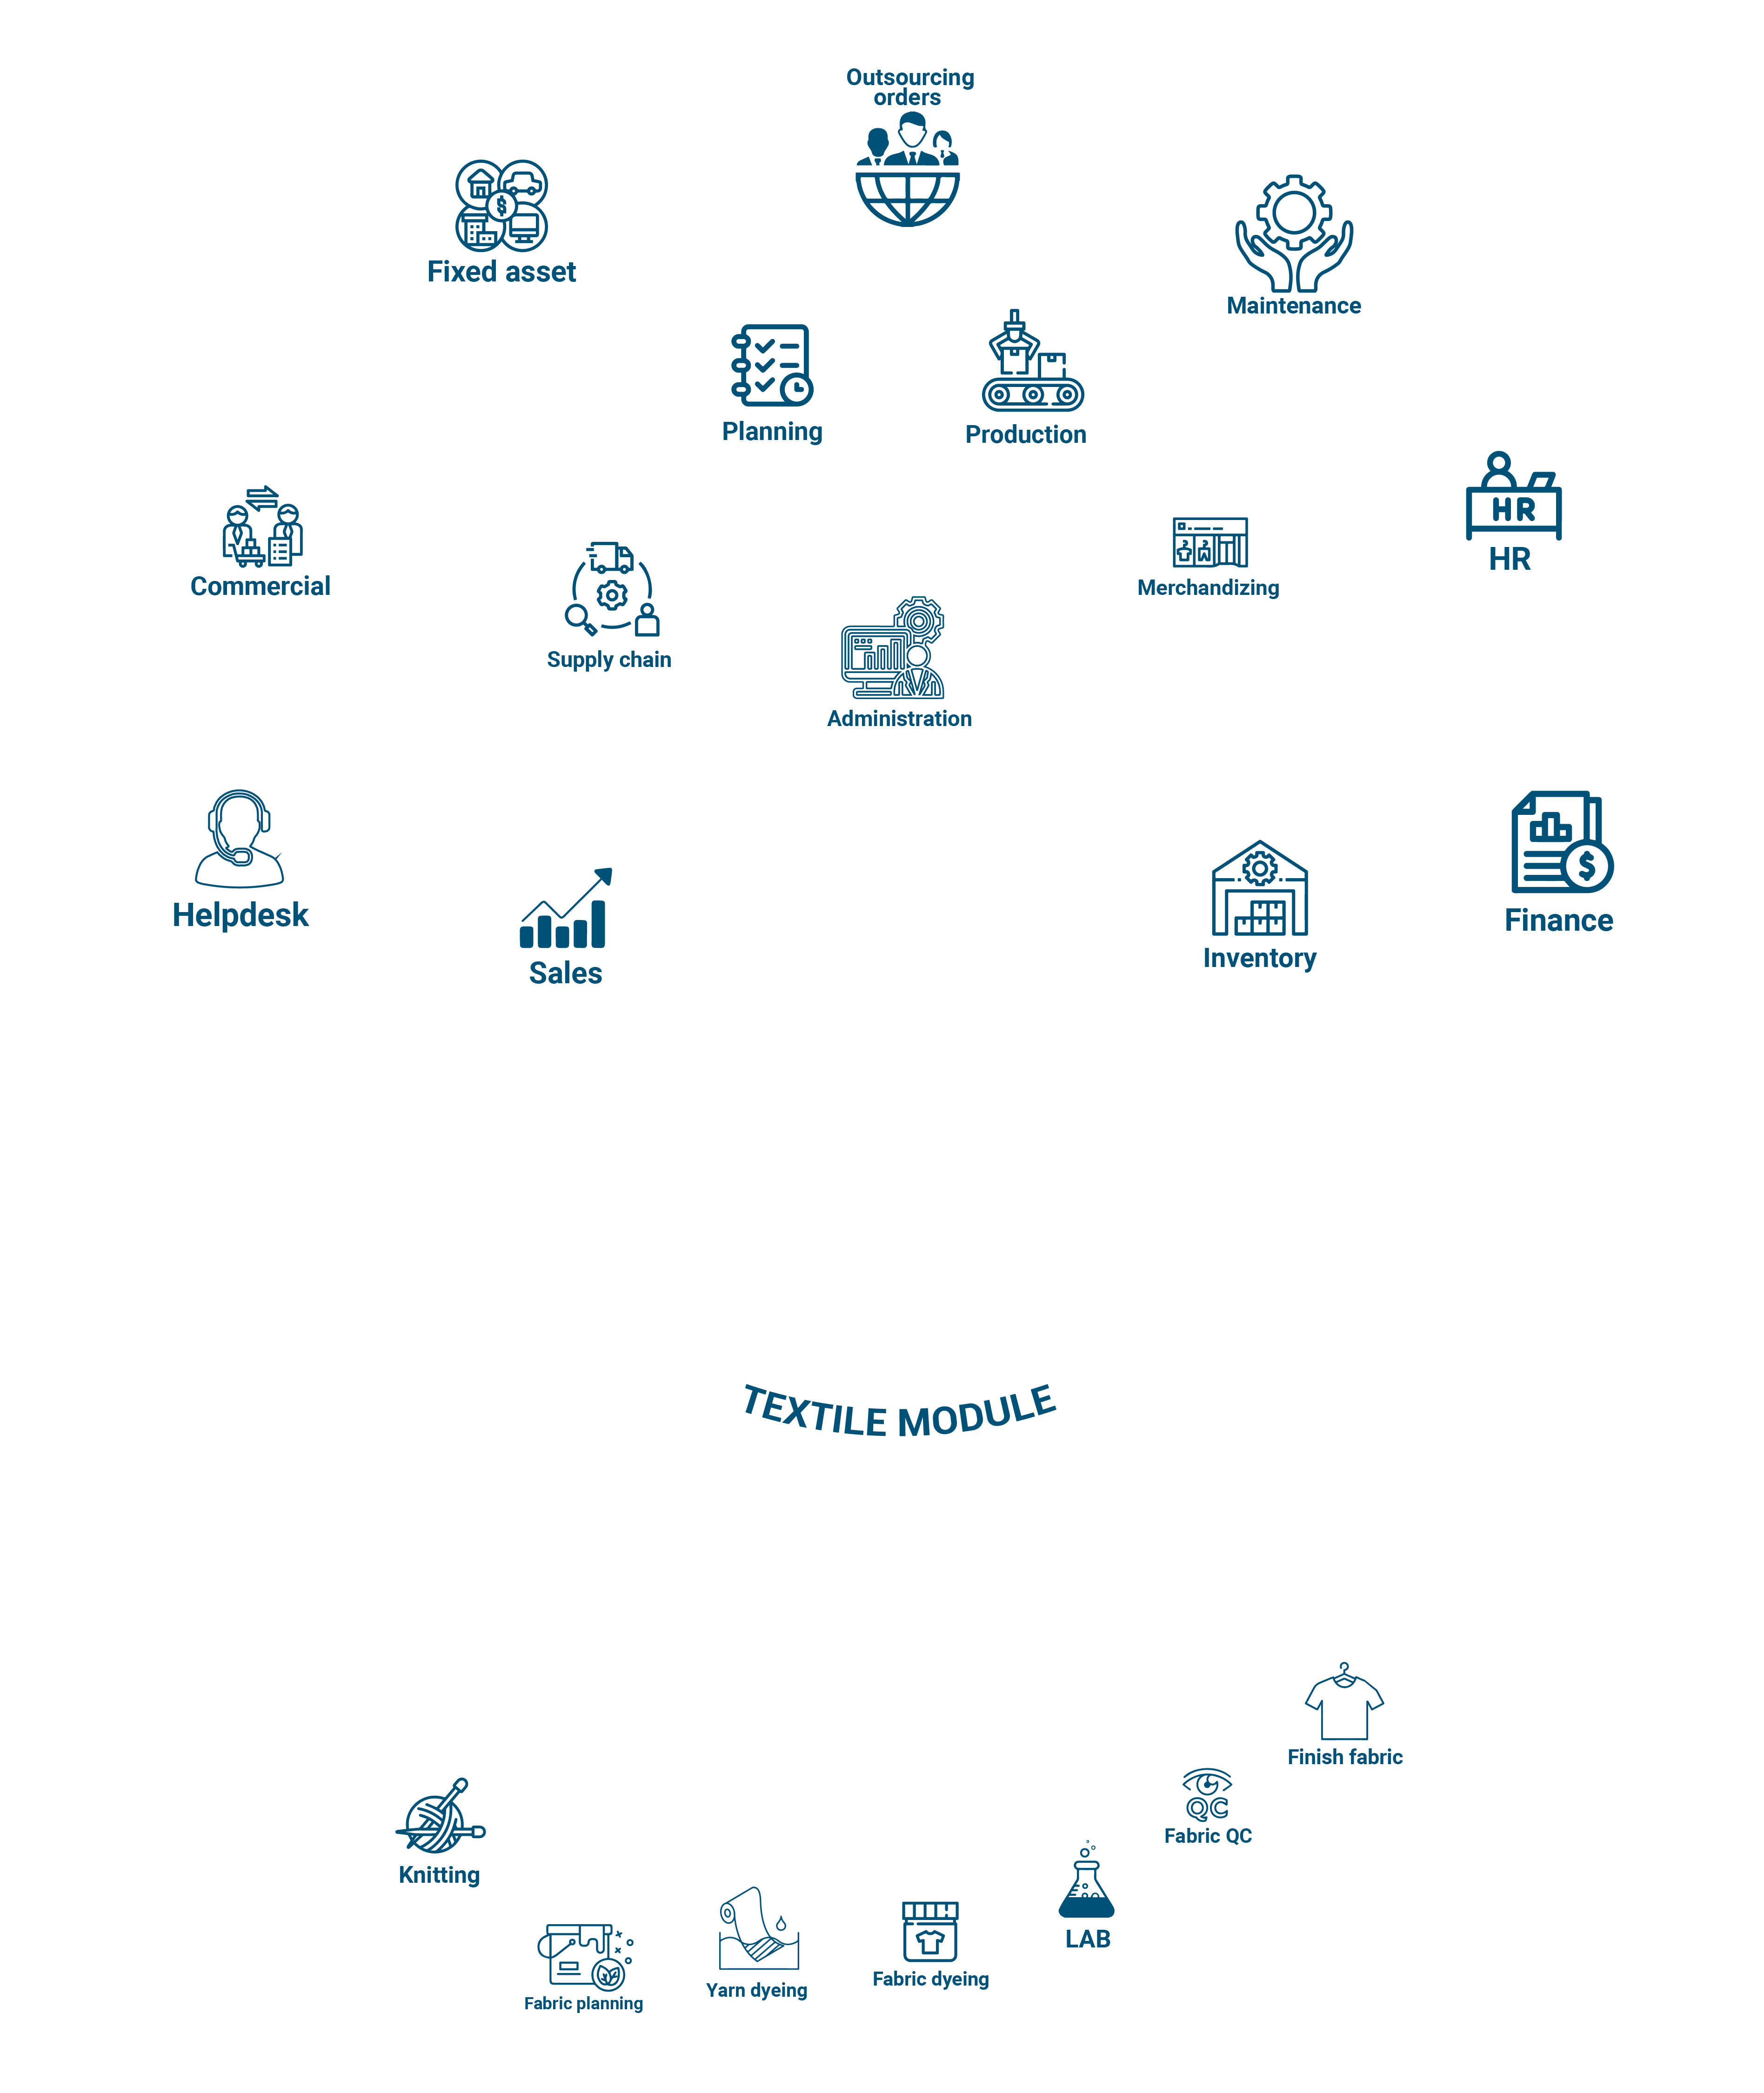 Outsourcing
orders
Fixed asset
Maintenance
Planning
Production
HR
HR
Commercial
Merchandizing
Supply chain
Administration
Helpdesk
Finance
Inventory
Sales
TEXTILE MODULE
Finish fabric
QC
Fabric QC
Knitting
LAB
Fabric dyeing
Yarn dyeing
Fabric planning